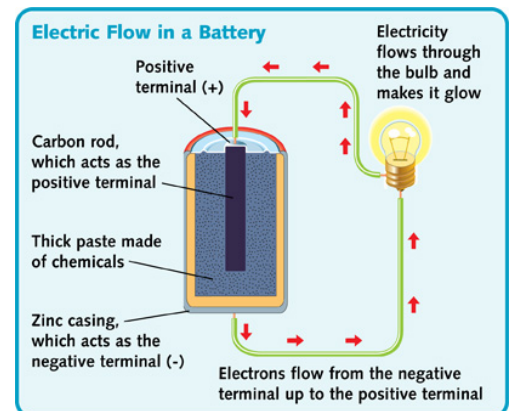 Electric Flow in a Battery
Electricity
flows through
the bulb and
makes it glow
Positive
terminal (+)
Carbon rod,
which acts as the
positive terminal
Thick paste made
of chemicals
Zinc casing,
which acts as the
negative terminal (-)
Electrons flow from the negative
terminal up to the positive terminal